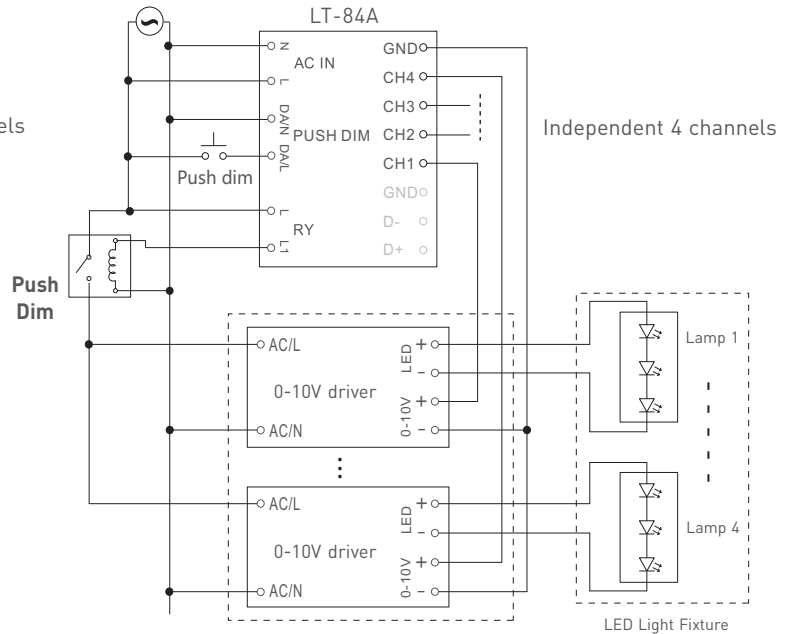 LT-84A
N
AC IN
L
DA/N
PUSH DIM
DA/L
L
RY
L1
GND
CH4
CH3
CH2
CH1
GND
D-
D+
els
Independent 4 channels
Push dim
Push
Dim
AC/L
0-10V driver
AC/N
LED
+
-
0-10V
+
-
Lamp 1
AC/L
0-10V driver
AC/N
LED
+
-
0-10V
+
-
Lamp 4
LED Light Fixture